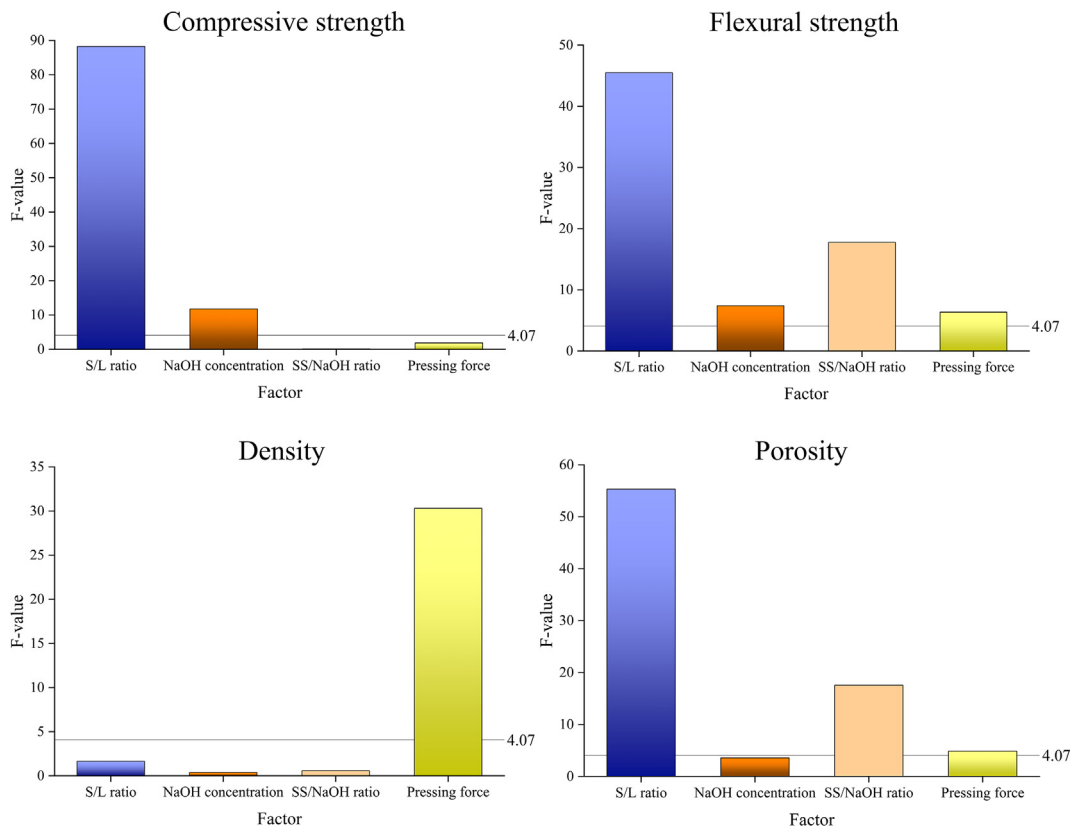 Compressive strength
90
80
70
60
50
40
30
20
10
0
F-value
4.07
S/L ratio NaOH concentration SS/NaOH ratio Pressing force
Factor
Flexural strength
50
40
30
20
10
0
F-value
4.07
S/L ratio NaOH concentration SS/NaOH ratio Pressing force
Factor
Density
35
30
25
20
15
10
5
0
F-value
4.07
S/L ratio NaOH concentration SS/NaOH ratio Pressing force
Factor
Porosity
60
50
40
30
20
10
0
F-value
4.07
S/L ratio NaOH concentration SS/NaOH ratio Pressing force
Factor